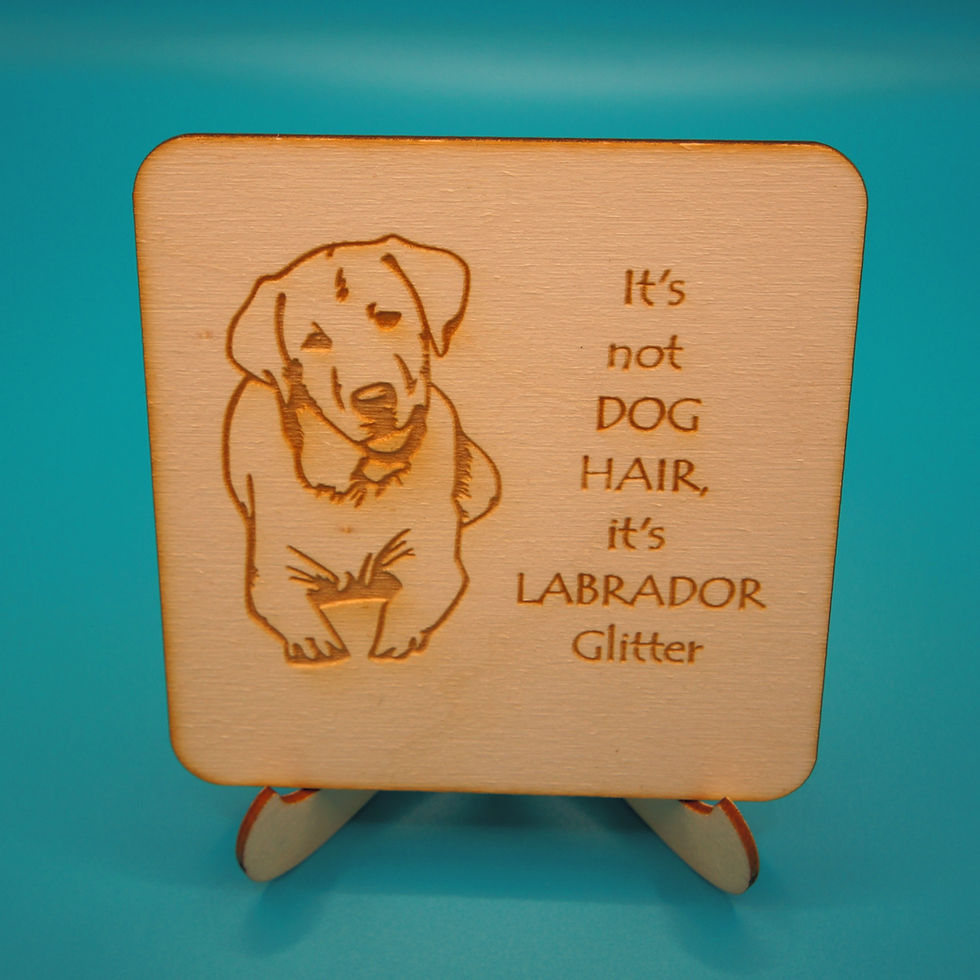 It's
not
DOG
HAIR,
it's
LABRADOR
Glitter